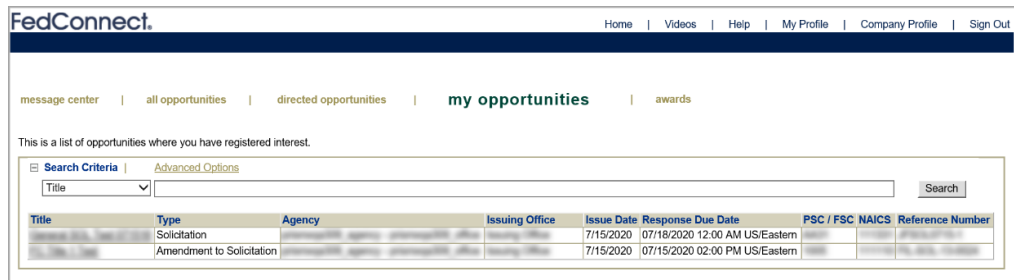 FedConnect.
Home | Videos | Help | My Profile | Company Profile | Sign Out
message center | all opportunities | directed opportunities | my opportunities | awards
This is a list of opportunities where you have registered interest.
Search Criteria | Advanced Options
Title Search
Title Type Agency Issuing Office Issue Date Response Due Date PSC / FSC NAICS Reference Number
Solicitation 7/15/2020 07/18/2020 12:00 AM US/Eastern
Amendment to Solicitation 7/15/2020 07/15/2020 02:00 PM US/Eastern